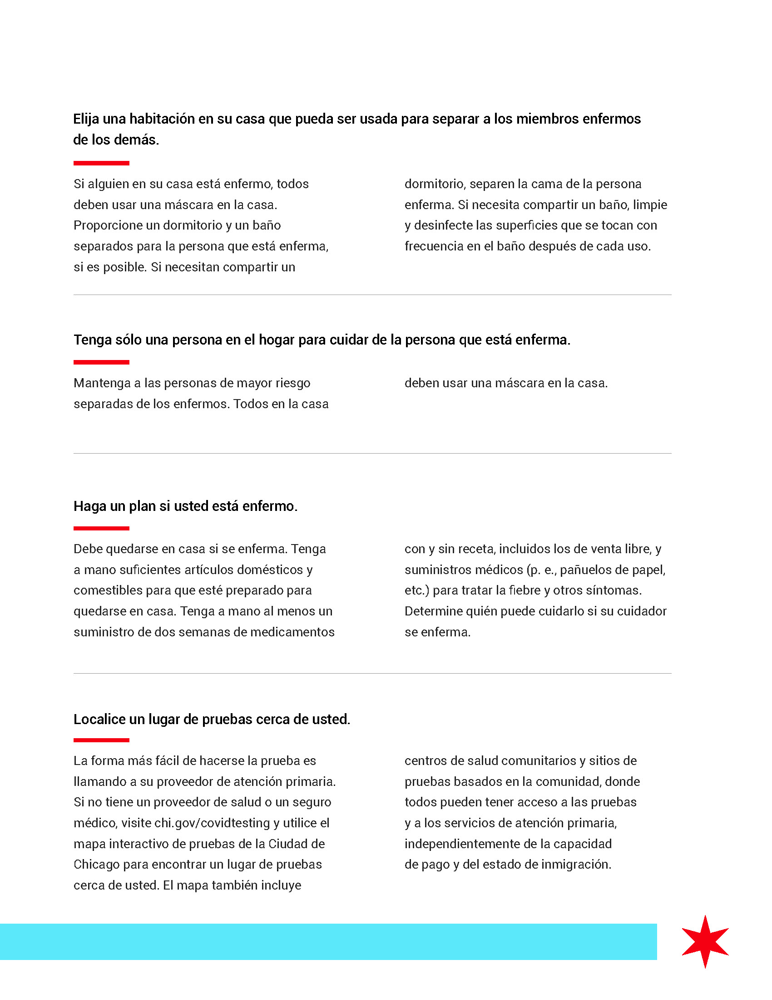 Elija una habitación en su casa que pueda ser usada para separar a los miembros enfermos
de los demás.
Si alguien en su casa está enfermo, todos
deben usar una máscara en la casa.
Proporcione un dormitorio y un baño
separados para la persona que está enferma,
si es posible. Si necesitan compartir un
dormitorio, separen la cama de la persona
enferma. Si necesita compartir un baño, limpie
y desinfecte las superficies que se tocan con
frecuencia en el baño después de cada uso.
Tenga sólo una persona en el hogar para cuidar de la persona que está enferma.
Mantenga a las personas de mayor riesgo
separadas de los enfermos. Todos en la casa
deben usar una máscara en la casa.
Haga un plan si usted está enfermo.
Debe quedarse en casa si se enferma. Tenga
a mano suficientes artículos domésticos y
comestibles para que esté preparado para
quedarse en casa. Tenga a mano al menos un
suministro de dos semanas de medicamentos
con y sin receta, incluidos los de venta libre, y
suministros médicos (p. e., pañuelos de papel,
etc.) para tratar la fiebre y otros síntomas.
Determine quién puede cuidarlo si su cuidador
se enferma.
Localice un lugar de pruebas cerca de usted.
La forma más fácil de hacerse la prueba es
llamando a su proveedor de atención primaria.
Si no tiene un proveedor de salud o un seguro
médico, visite chi.gov/covidtesting y utilice el
mapa interactivo de pruebas de la Ciudad de
Chicago para encontrar un lugar de pruebas
cerca de usted. El mapa también incluye
centros de salud comunitarios y sitios de
pruebas basados en la comunidad, donde
todos pueden tener acceso a las pruebas
y a los servicios de atención primaria,
independientemente de la capacidad
de pago y del estado de inmigración.